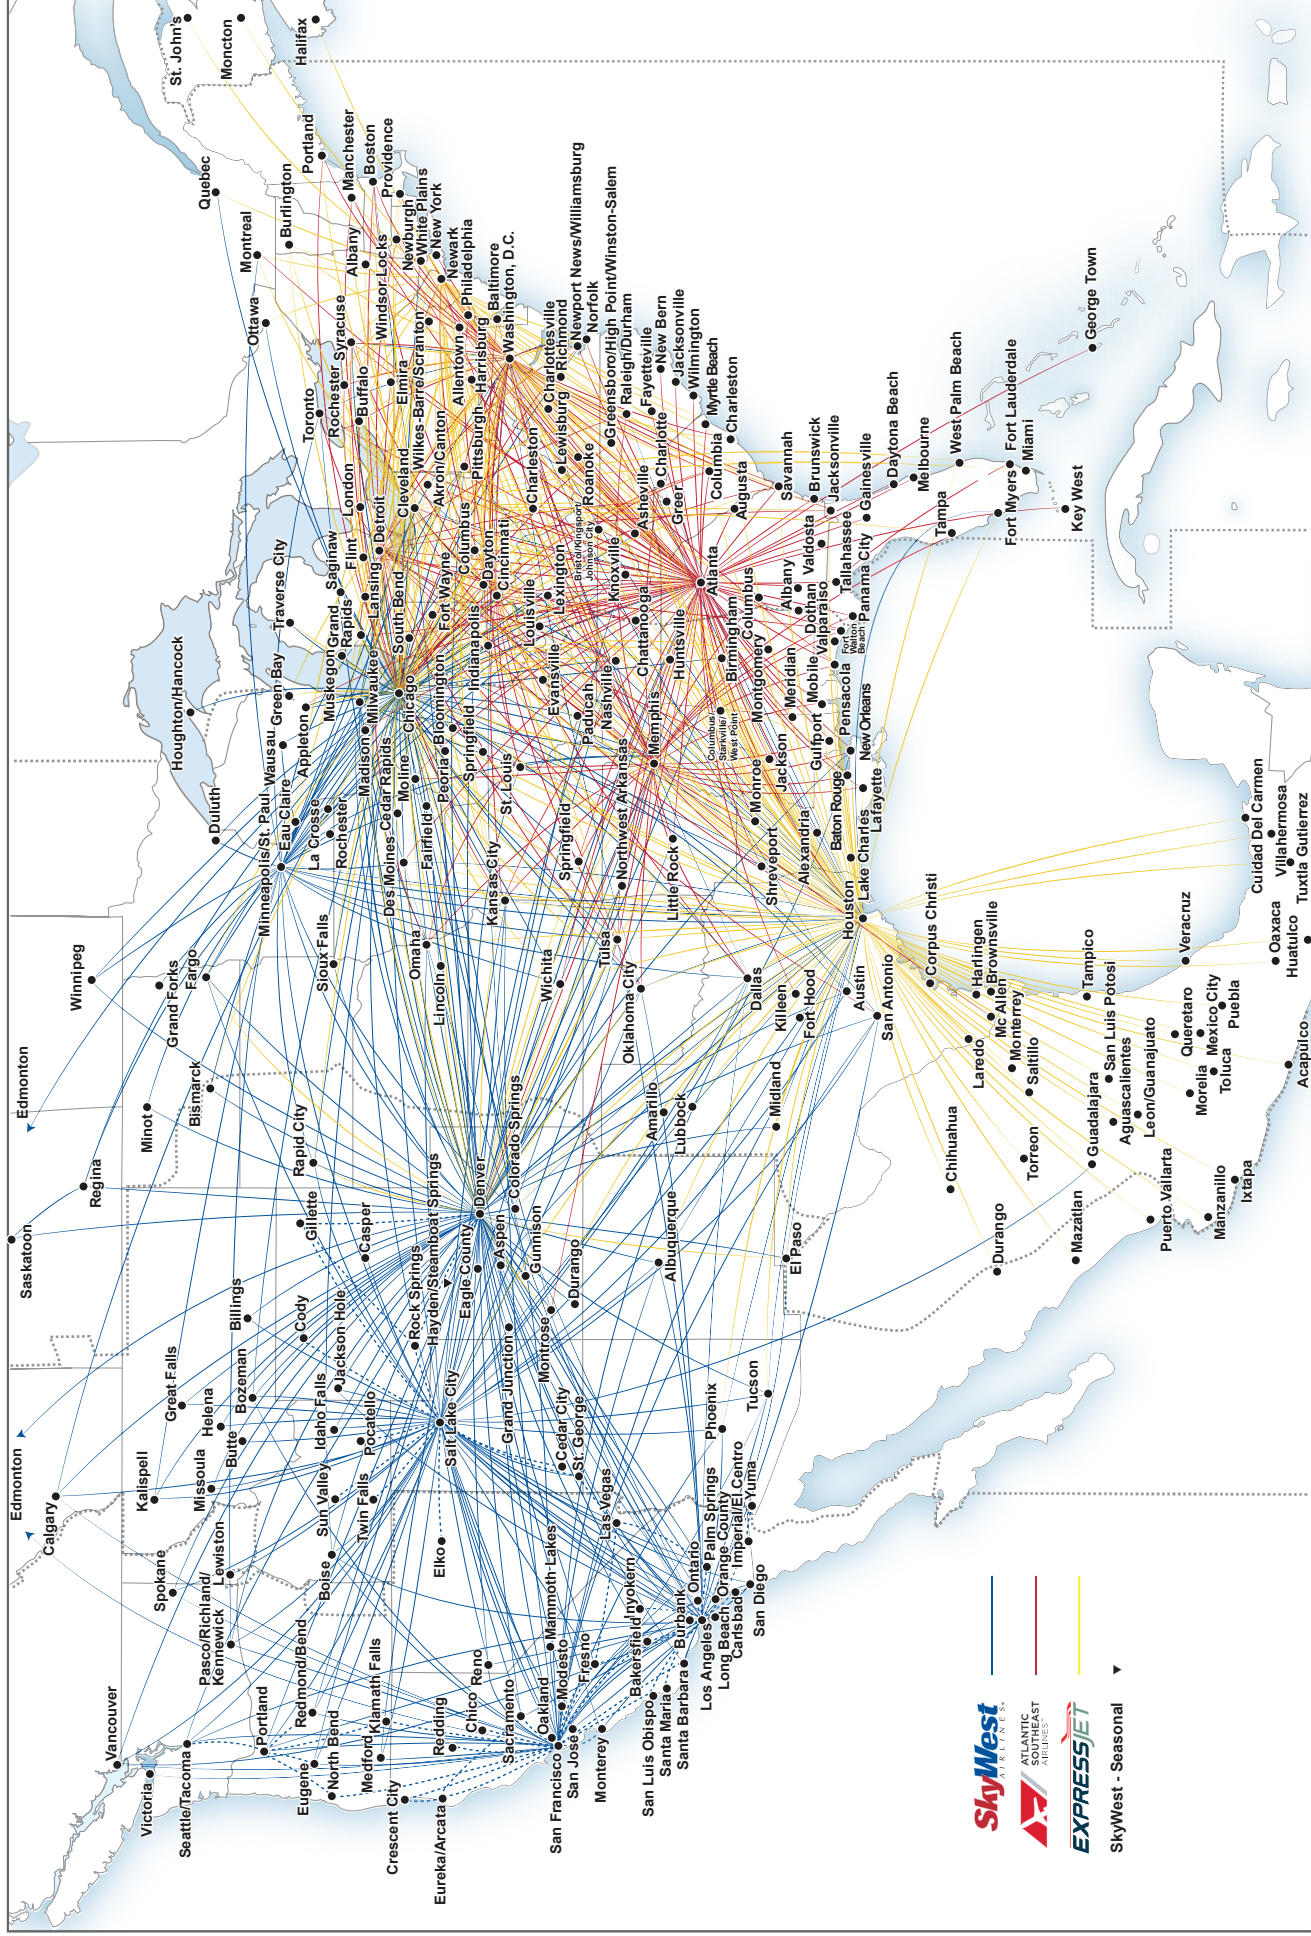 St. John's
Moncton
Halifax
Quebec
Portland
Manchester
Boston
Providence
Burlington
Montreal
Albany
Windsor Locks
Newburgh
White Plains
New York
Newark
Philadelphia
Baltimore
Washington, D.C.
Ottawa
Syracuse
Rochester
Buffalo
Toronto
Elmira
Wilkes-Barre/Scranton
Allentown
Harrisburg
Charlottesville
Richmond
Newport News/Williamsburg
Norfolk
Greensboro/High Point/Winston-Salem
Raleigh/Durham
Fayetteville
New Bern
Jacksonville
Wilmington
Myrtle Beach
Charleston
London
Detroit
Cleveland
Akron/Canton
Pittsburgh
Charleston
Lewisburg
Roanoke
Bristol/Kingsport/
Johnson City
Asheville
Charlotte
Greer
Columbia
Augusta
Savannah
Brunswick
Jacksonville
Gainesville
Daytona Beach
Melbourne
West Palm Beach
Fort Lauderdale
Miami
Fort Myers
Key West
Tampa
George Town
Traverse City
Saginaw
Flint
Lansing
Grand
Rapids
Muskegon
South Bend
Fort Wayne
Columbus
Dayton
Cincinnati
Indianapolis
Louisville
Lexington
Knoxville
Chattanooga
Atlanta
Huntsville
Birmingham
Columbus
Montgomery
Albany
Valdosta
Tallahassee
Dothan
Valparaiso
Panama City
Fort
Walton
Beach
Pensacola
Mobile
Meridian
Gulfport
New Orleans
Houghton/Hancock
Green Bay
Appleton
Wausau
Milwaukee
Chicago
Madison
Bloomington
Peoria
Springfield
Evansville
Paducah
Nashville
Memphis
Columbus/
Starkville/
West Point
Jackson
Monroe
Baton Rouge
Lafayette
Lake Charles
Alexandria
Shreveport
Duluth
Minneapolis/St. Paul
Eau Claire
La Crosse
Rochester
Cedar Rapids
Moline
Des Moines
Fairfield
St. Louis
Springfield
Northwest Arkansas
Little Rock
Kansas City
Houston
Winnipeg
Grand Forks
Fargo
Sioux Falls
Omaha
Lincoln
Wichita
Tulsa
Oklahoma City
Dallas
Killeen
Fort Hood
Austin
San Antonio
Corpus Christi
Harlingen
Brownsville
Mc Allen
Monterrey
Saltillo
Laredo
Tampico
San Luis Potosi
Aguascalientes
Leon/Guanajuato
Guadalajara
Veracruz
Queretaro
Mexico City
Puebla
Morelia
Toluca
Cuidad Del Carmen
Villahermosa
Tuxtla Gutierrez
Oaxaca
Huatulco
Acapulco
Ixtapa
Manzanillo
Puerto Vallarta
Mazatlan
Durango
Torreon
Chihuahua
Edmonton
Minot
Bismarck
Regina
Rapid City
Saskatoon
Gillette
Casper
Denver
Colorado Springs
Amarillo
Lubbock
Midland
El Paso
Albuquerque
Hayden/Steamboat Springs
Eagle County
Aspen
Gunnison
Durango
Montrose
Grand Junction
Rock Springs
Billings
Cody
Jackson Hole
Great Falls
Helena
Bozeman
Butte
Idaho Falls
Pocatello
Salt Lake City
Cedar City
St. George
Las Vegas
Phoenix
Tucson
Yuma
Edmonton
Calgary
Kalispell
Missoula
Lewiston
Spokane
Pasco/Richland/
Kennewick
Sun Valley
Twin Falls
Boise
Elko
Mammoth Lakes
Inyokern
Bakersfield
Fresno
Ontario
Palm Springs
Orange County
Imperial/El Centro
Burbank
Los Angeles
Long Beach
Carlsbad
San Diego
Vancouver
Victoria
Seattle/Tacoma
Portland
Redmond/Bend
Eugene
North Bend
Medford
Klamath Falls
Crescent City
Eureka/Arcata
Redding
Chico
Reno
Sacramento
Oakland
Modesto
San Francisco
San José
Monterey
San Luis Obispo
Santa Maria
Santa Barbara
SkyWest
AIRLINES
ATLANTIC
SOUTHEAST
AIRLINES
EXPRESSJET
SkyWest - Seasonal